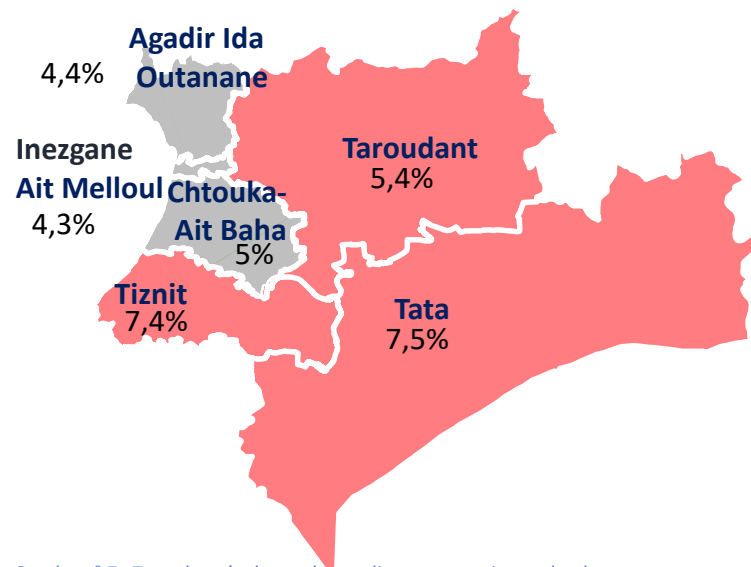 Agadir Ida
Outanane
4,4%
Taroudant
5,4%
Inezgane
Ait Melloul
4,3%
Chtouka-
Ait Baha
5%
Tiznit
7,4%
Tata
7,5%